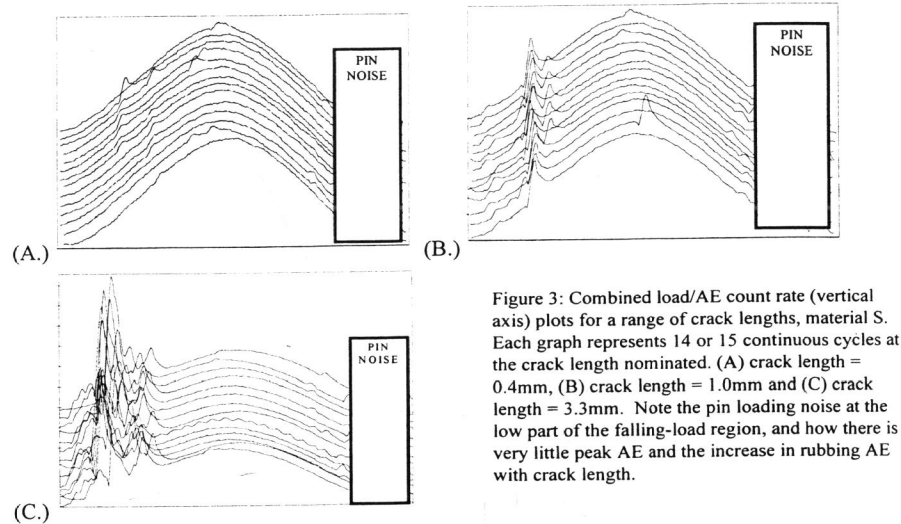 PIN
NOISE
(A.)
PIN
NOISE
(B.)
PIN
NOISE
(C.)
Figure 3: Combined load/AE count rate (vertical
axis) plots for a range of crack lengths, material S.
Each graph represents 14 or 15 continuous cycles at
the crack length nominated. (A) crack length =
0.4mm, (B) crack length = 1.0mm and (C) crack
length = 3.3mm. Note the pin loading noise at the
low part of the falling-load region, and how there is
very little peak AE and the increase in rubbing AE
with crack length.